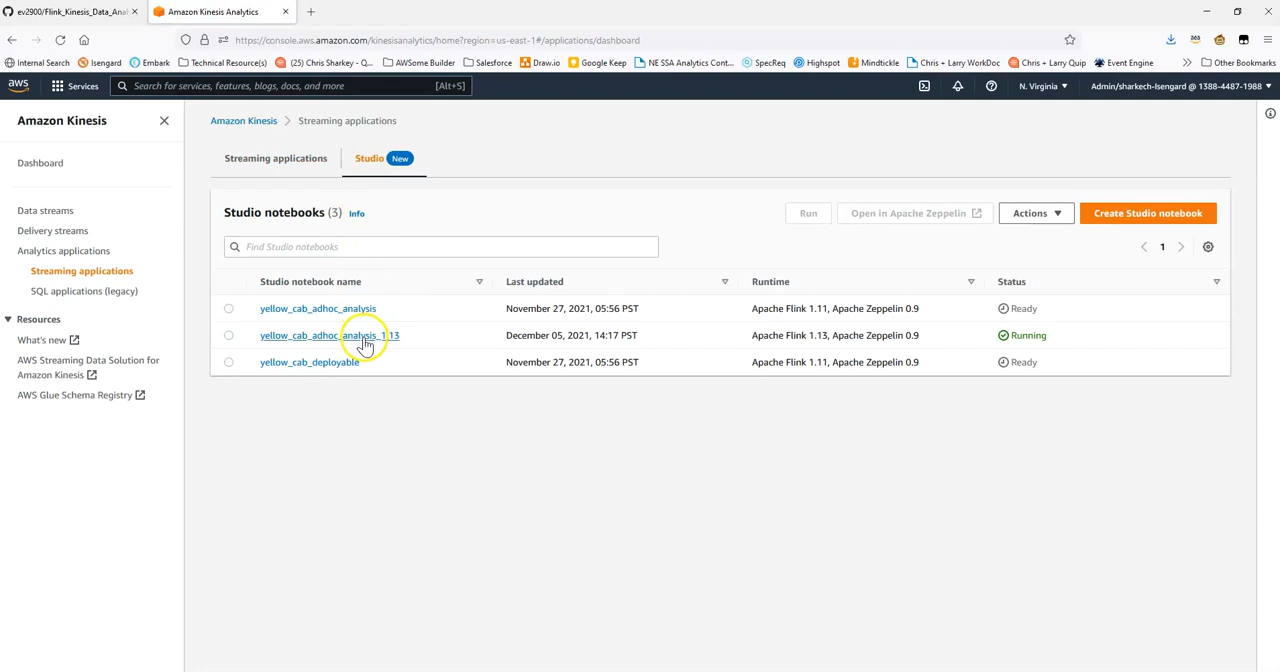 ev2900/Flink_Kinesis_Data_Anal
Amazon Kinesis Analytics
https://console.aws.amazon.com/kinesisanalytics/home?region=us-east-1#/applications/dashboard
Internal Search Isengard Embark Technical Resource(s) (25) Chris Sharkey - Q... AWSome Builder Salesforce Draw.io Google Keep NE SSA Analytics Cont... SpecReq Highspot Mindtickle Chris + Larry WorkDoc Chris + Larry Quip Event Engine Other Bookmarks
aws Services Search for services, features, blogs, docs, and more [Alt+S] N. Virginia ▼ Admin/sharkech-Isengard @ 1388-4487-1988 ▼
Amazon Kinesis
Dashboard
Data streams
Delivery streams
Analytics applications
Streaming applications
SQL applications (legacy)
Resources
What's new
AWS Streaming Data Solution for
Amazon Kinesis
AWS Glue Schema Registry
Amazon Kinesis > Streaming applications
Streaming applications Studio New
Studio notebooks (3) Info Run Open in Apache Zeppelin Actions ▼ Create Studio notebook
Find Studio notebooks 1
Studio notebook name Last updated Runtime Status
yellow_cab_adhoc_analysis November 27, 2021, 05:56 PST Apache Flink 1.11, Apache Zeppelin 0.9 Ready
yellow_cab_adhoc_analysis_1_13 December 05, 2021, 14:17 PST Apache Flink 1.13, Apache Zeppelin 0.9 Running
yellow_cab_deployable November 27, 2021, 05:56 PST Apache Flink 1.11, Apache Zeppelin 0.9 Ready